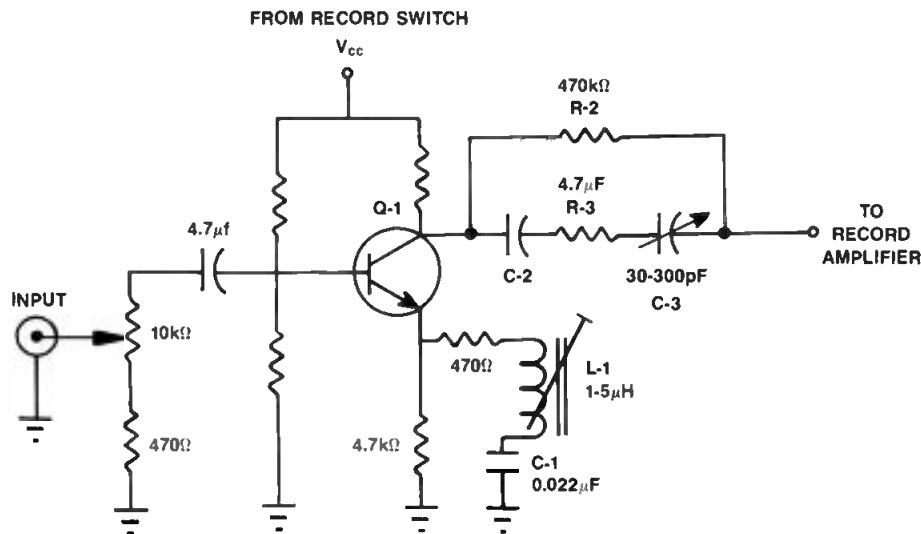 FROM RECORD SWITCH
Vcc
470kΩ
R-2
4.7μF
R-3
Q-1
4.7μf
C-2
30-300pF
C-3
TO
RECORD
AMPLIFIER
INPUT
10kΩ
470Ω
L-1
1-5μH
470Ω
4.7kΩ
C-1
0.022μF